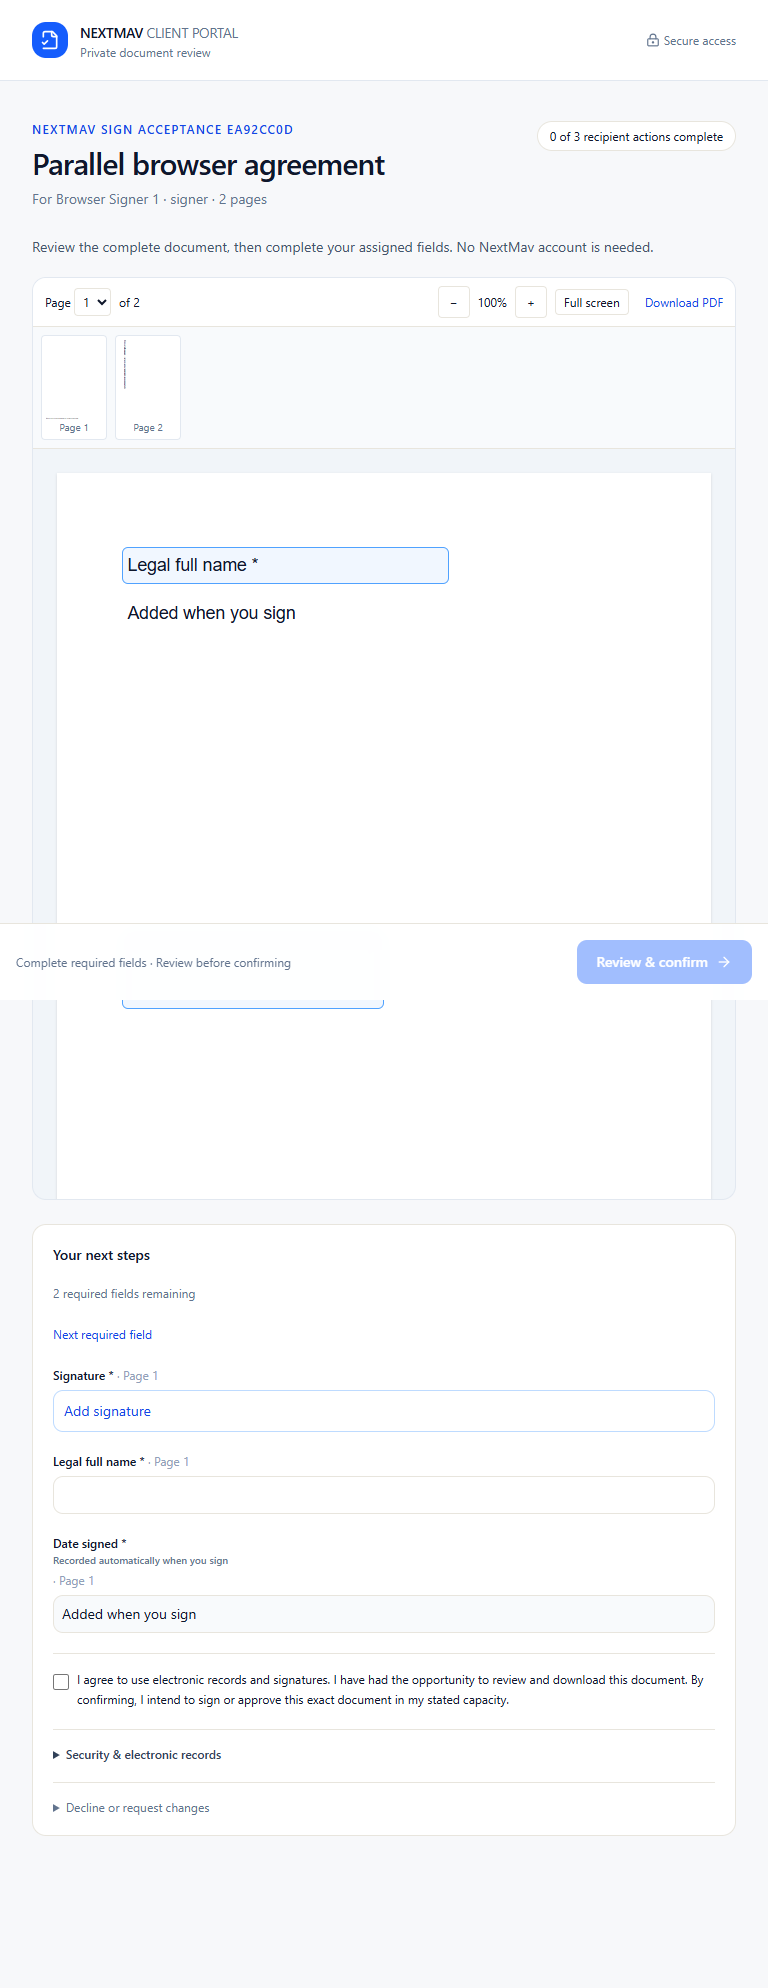 NEXTMAV CLIENT PORTAL
Private document review
Secure access
NEXTMAV SIGN ACCEPTANCE EA92CC0D
0 of 3 recipient actions complete
Parallel browser agreement
For Browser Signer 1 · signer · 2 pages
Review the complete document, then complete your assigned fields. No NextMav account is needed.
Page 1 of 2
− 100% + Full screen Download PDF
Page 1 Page 2
Legal full name *
Added when you sign
Complete required fields · Review before confirming
Review & confirm →
Your next steps
2 required fields remaining
Next required field
Signature * · Page 1
Add signature
Legal full name * · Page 1
Date signed *
Recorded automatically when you sign
· Page 1
Added when you sign
I agree to use electronic records and signatures. I have had the opportunity to review and download this document. By
confirming, I intend to sign or approve this exact document in my stated capacity.
Security & electronic records
Decline or request changes